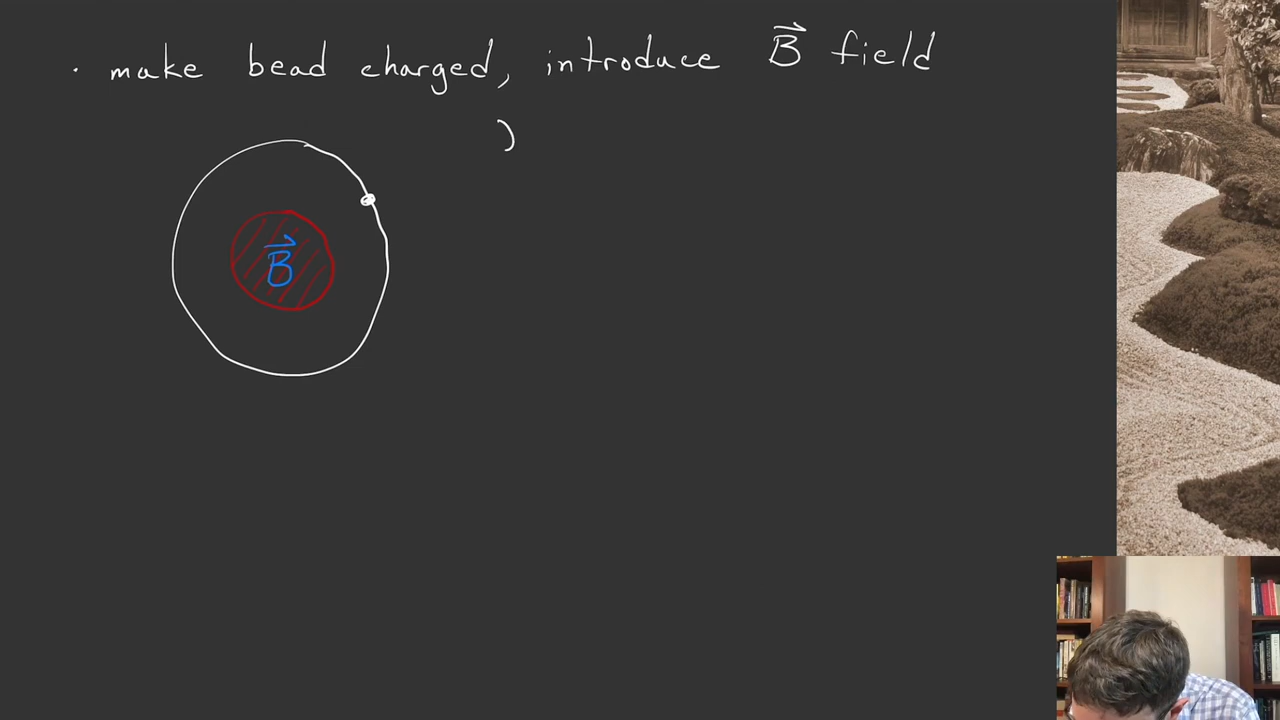 · make bead charged, introduce B⃗ field
)
B⃗